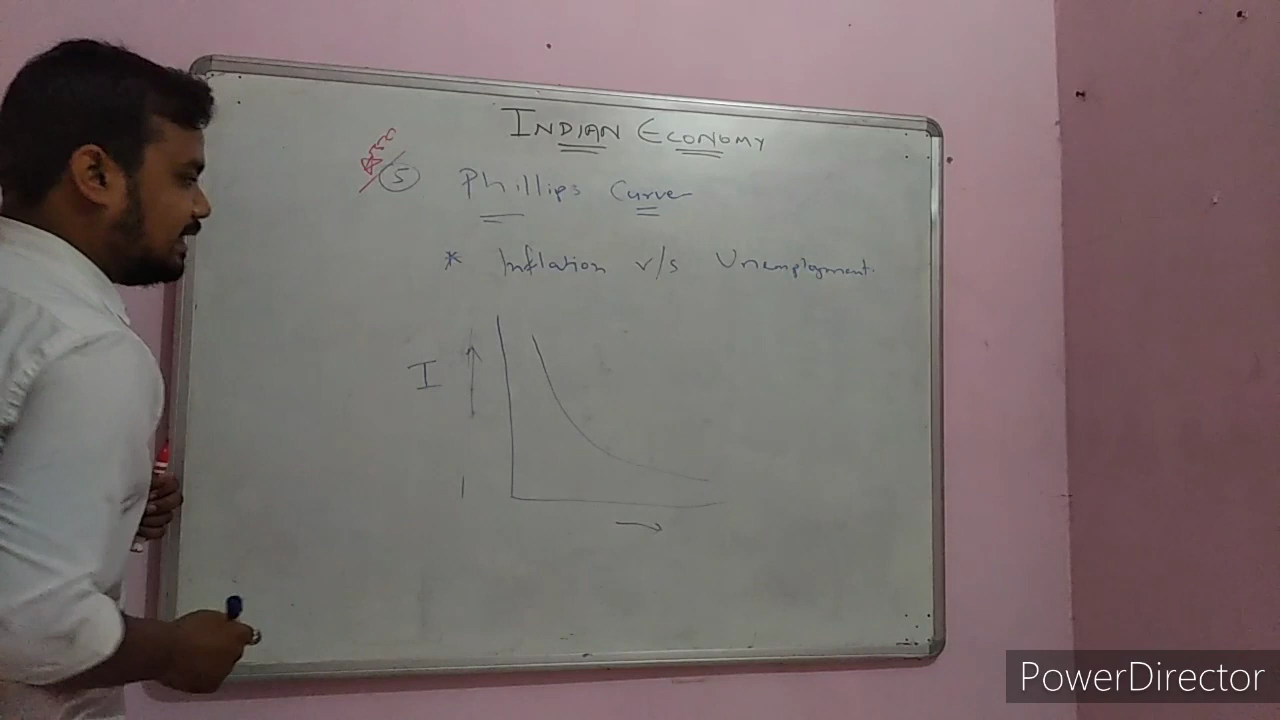 INDIAN ECONOMY
5 Phillips Curve
* Inflation v/s Unemployment.
I
PowerDirector